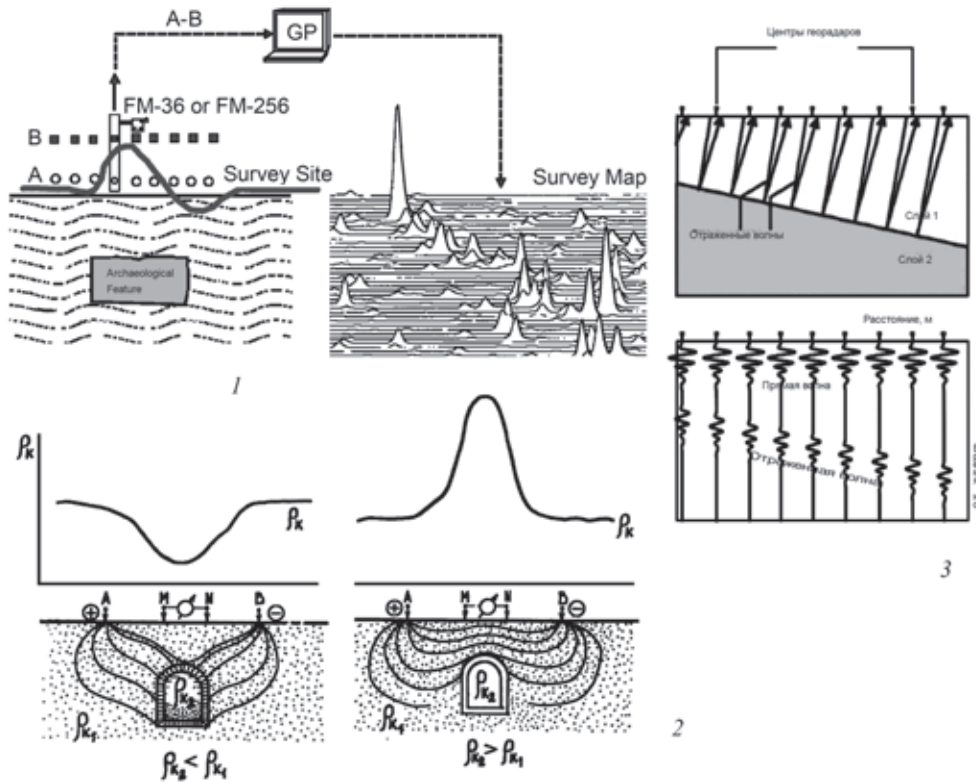 A-B
GP
FM-36 or FM-256
B
A
Survey Site
Archaeological
Feature
Survey Map
1
Центры георадаров
Слой 1
Отраженные волны
Слой 2
Расстояние, м
Прямая волна
Отраженная волна
3
ρк
ρк
ρк
+ A M N B -
ρк2
ρк1
ρк2 < ρк1
+ A M N B -
ρк2
ρк1
ρк2 > ρк1
2